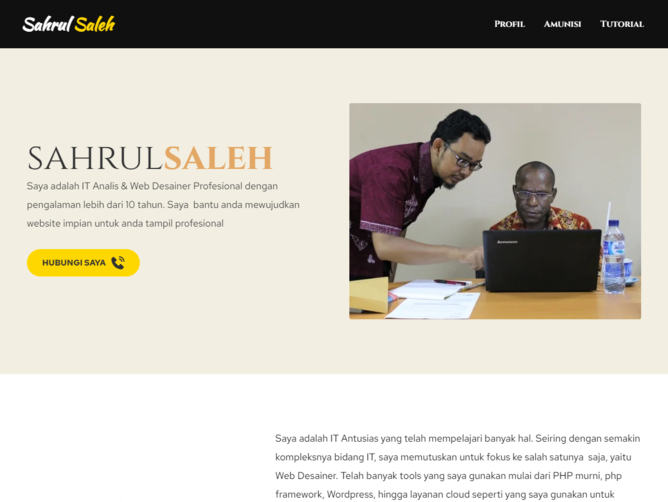 Sahrul Saleh
Profil Amunisi Tutorial
SAHRULSALEH
Saya adalah IT Analis & Web Desainer Profesional dengan
pengalaman lebih dari 10 tahun. Saya bantu anda mewujudkan
website impian untuk anda tampil profesional
HUBUNGI SAYA
lenovo
Saya adalah IT Antusias yang telah mempelajari banyak hal. Seiring dengan semakin
kompleksnya bidang IT, saya memutuskan untuk fokus ke salah satunya saja, yaitu
Web Desainer. Telah banyak tools yang saya gunakan mulai dari PHP murni, php
framework, Wordpress, hingga layanan cloud seperti yang saya gunakan untuk